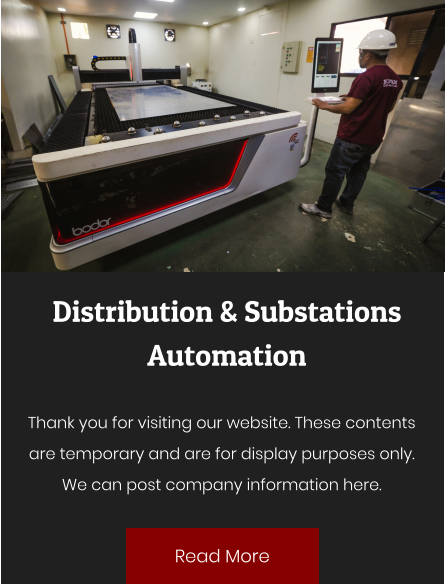 bodor
Distribution & Substations
Automation
Thank you for visiting our website. These contents
are temporary and are for display purposes only.
We can post company information here.
Read More